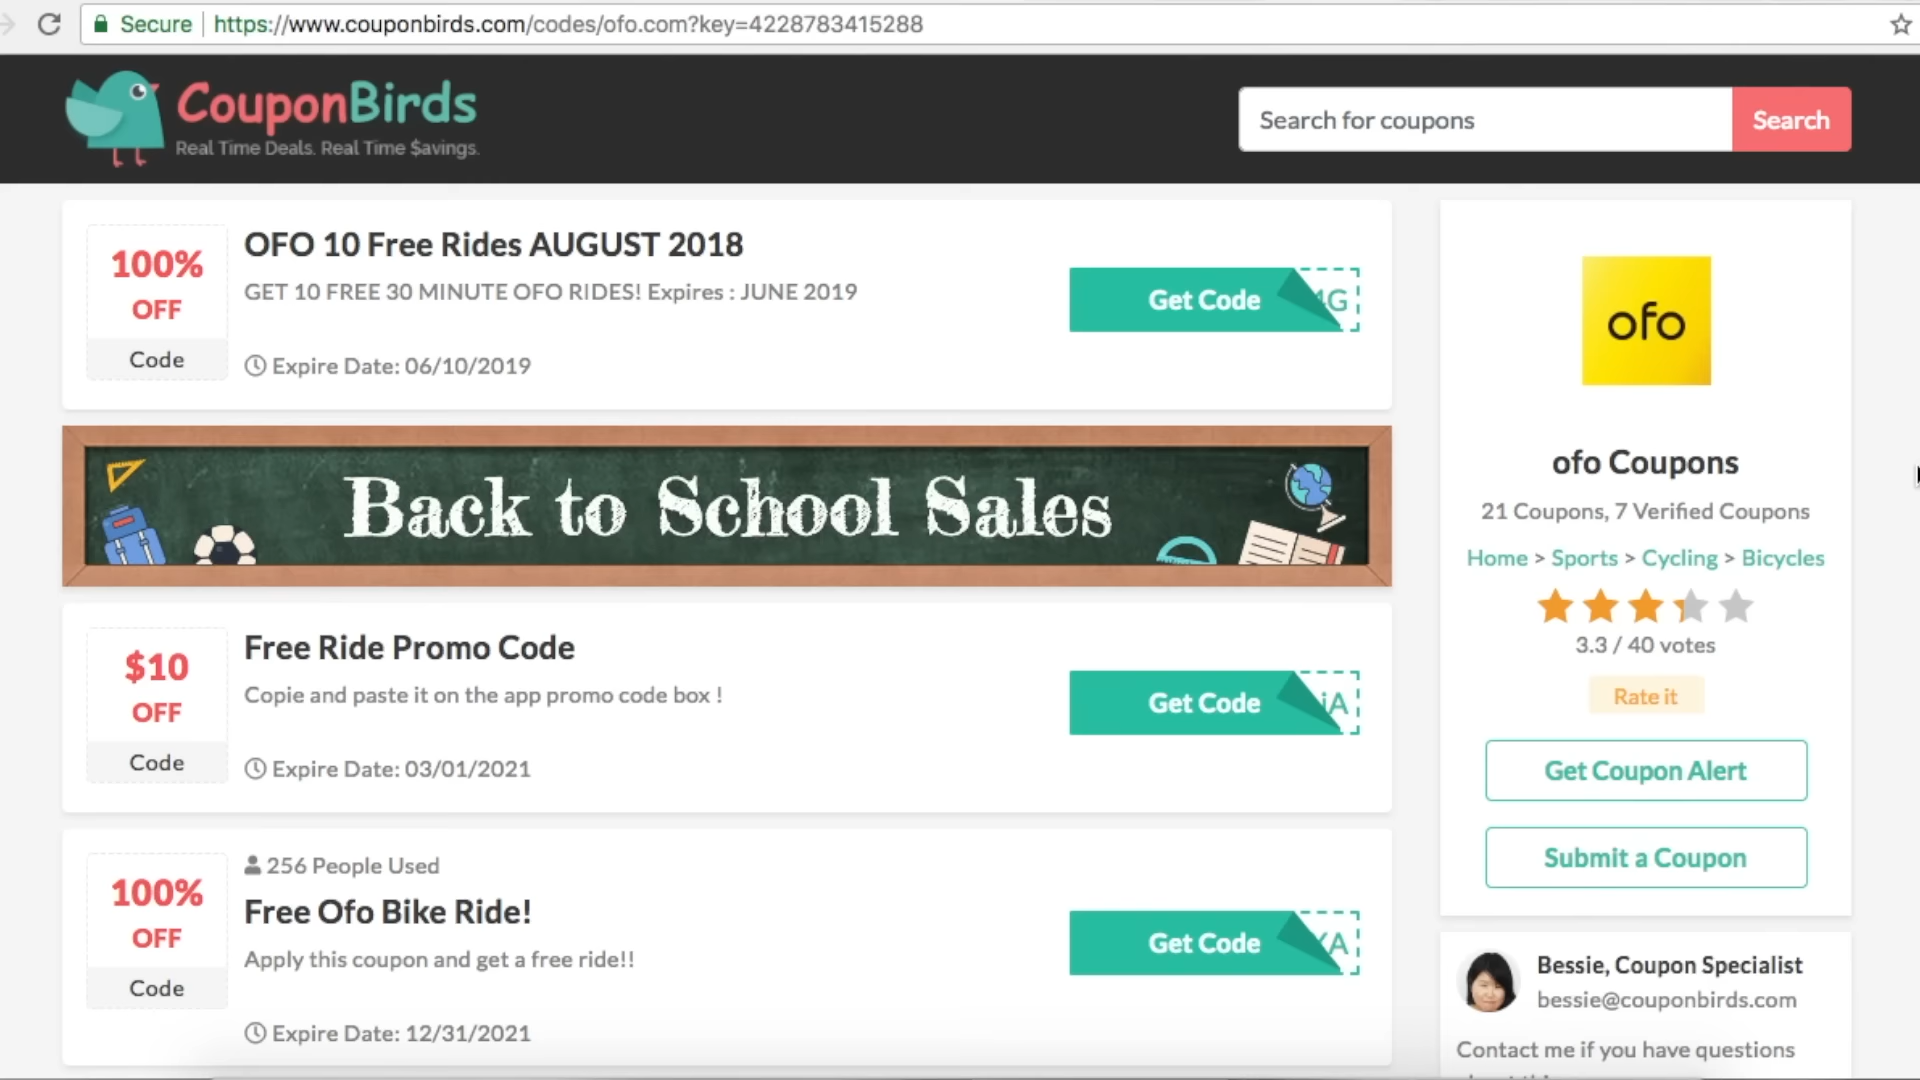 Secure https://www.couponbirds.com/codes/ofo.com?key=4228783415288
CouponBirds
Real Time Deals. Real Time $avings.
Search for coupons
Search
100%
OFF
Code
OFO 10 Free Rides AUGUST 2018
GET 10 FREE 30 MINUTE OFO RIDES! Expires : JUNE 2019
Expire Date: 06/10/2019
Get Code
Back to School Sales
$10
OFF
Code
Free Ride Promo Code
Copie and paste it on the app promo code box !
Expire Date: 03/01/2021
Get Code
100%
OFF
Code
256 People Used
Free Ofo Bike Ride!
Apply this coupon and get a free ride!!
Expire Date: 12/31/2021
Get Code
ofo
ofo Coupons
21 Coupons, 7 Verified Coupons
Home > Sports > Cycling > Bicycles
3.3 / 40 votes
Rate it
Get Coupon Alert
Submit a Coupon
Bessie, Coupon Specialist
bessie@couponbirds.com
Contact me if you have questions